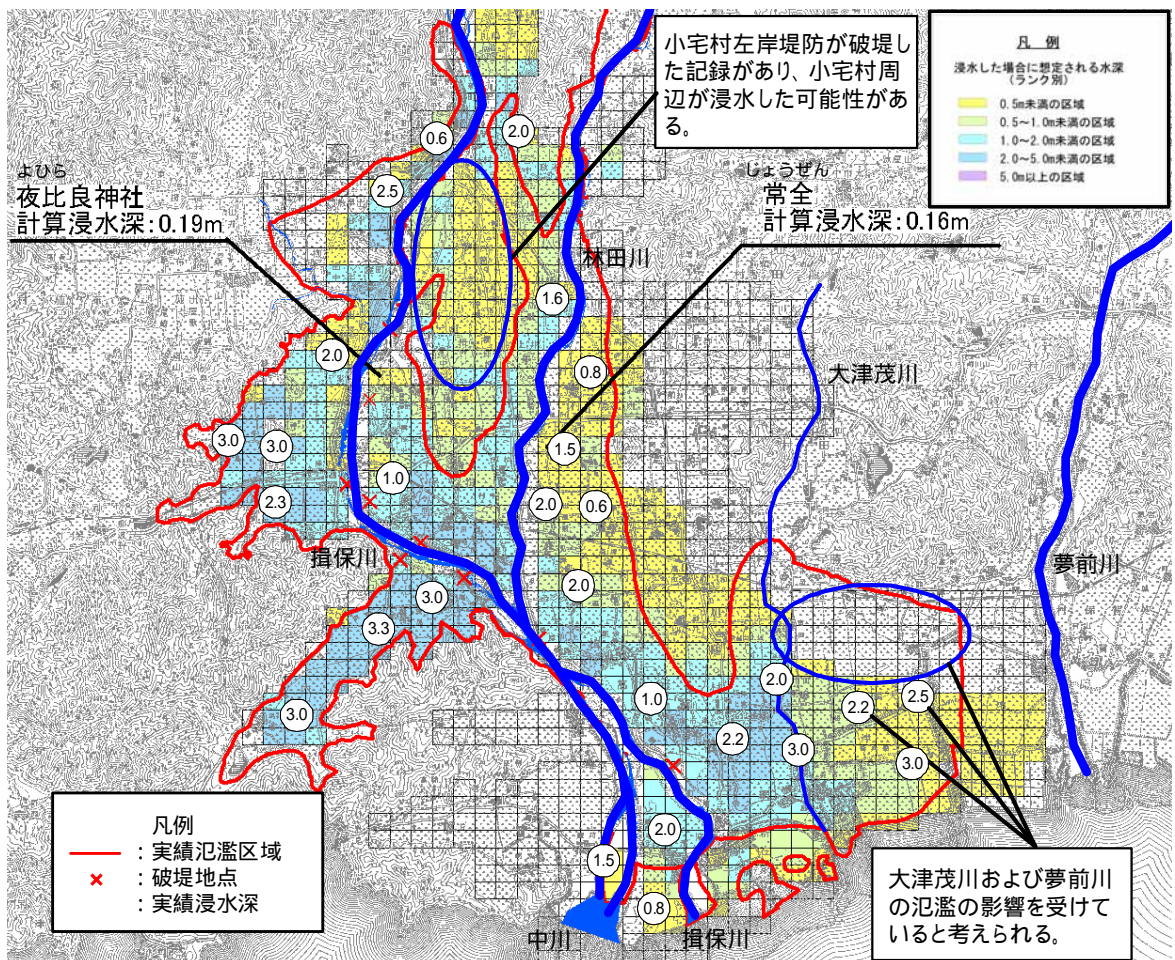 小宅村左岸堤防が破堤し
た記録があり、小宅村周
辺が浸水した可能性があ
る。
凡 例
浸水した場合に想定される水深
(ランク別)
0.5m未満の区域
0.5～1.0m未満の区域
1.0～2.0m未満の区域
2.0～5.0m未満の区域
5.0m以上の区域
よひら
夜比良神社
計算浸水深:0.19m
しょうぜん
常全
計算浸水深:0.16m
0.6
2.0
2.5
林田川
1.6
2.0
0.8
大津茂川
3.0
3.0
1.5
1.0
2.3
2.0
0.6
揖保川
夢前川
2.0
3.0
3.3
2.0
1.0
2.2
2.5
3.0
2.2
3.0
3.0
2.0
1.5
0.8
中川
揖保川
凡例
:実績氾濫区域
:破堤地点
:実績浸水深
大津茂川および夢前川
の氾濫の影響を受けて
いると考えられる。